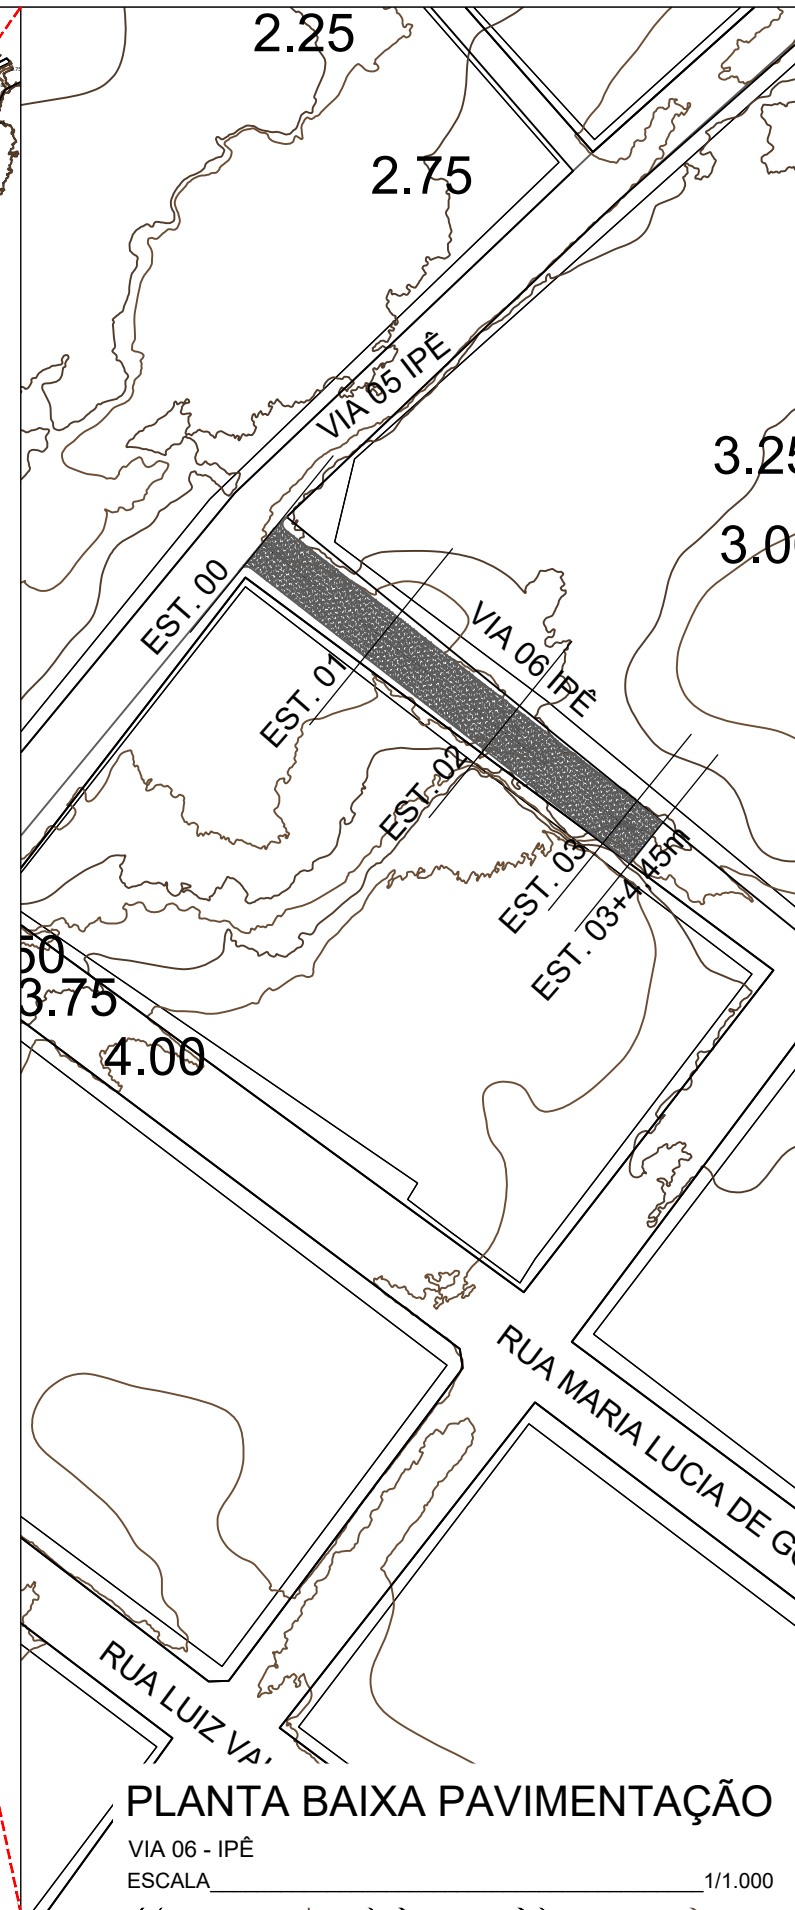 2.25
2.75
VIA 05 IPÊ
3.25
3.0
EST. 00
VIA 06 IPÊ
EST. 01
EST. 02
EST. 03
EST. 03+4,45m
50
3.75
4.00
RUA MARIA LUCIA DE
RUA LUIZ
PLANTA BAIXA PAVIMENTAÇÃO
VIA 06 - IPÊ
ESCALA 1/1.000